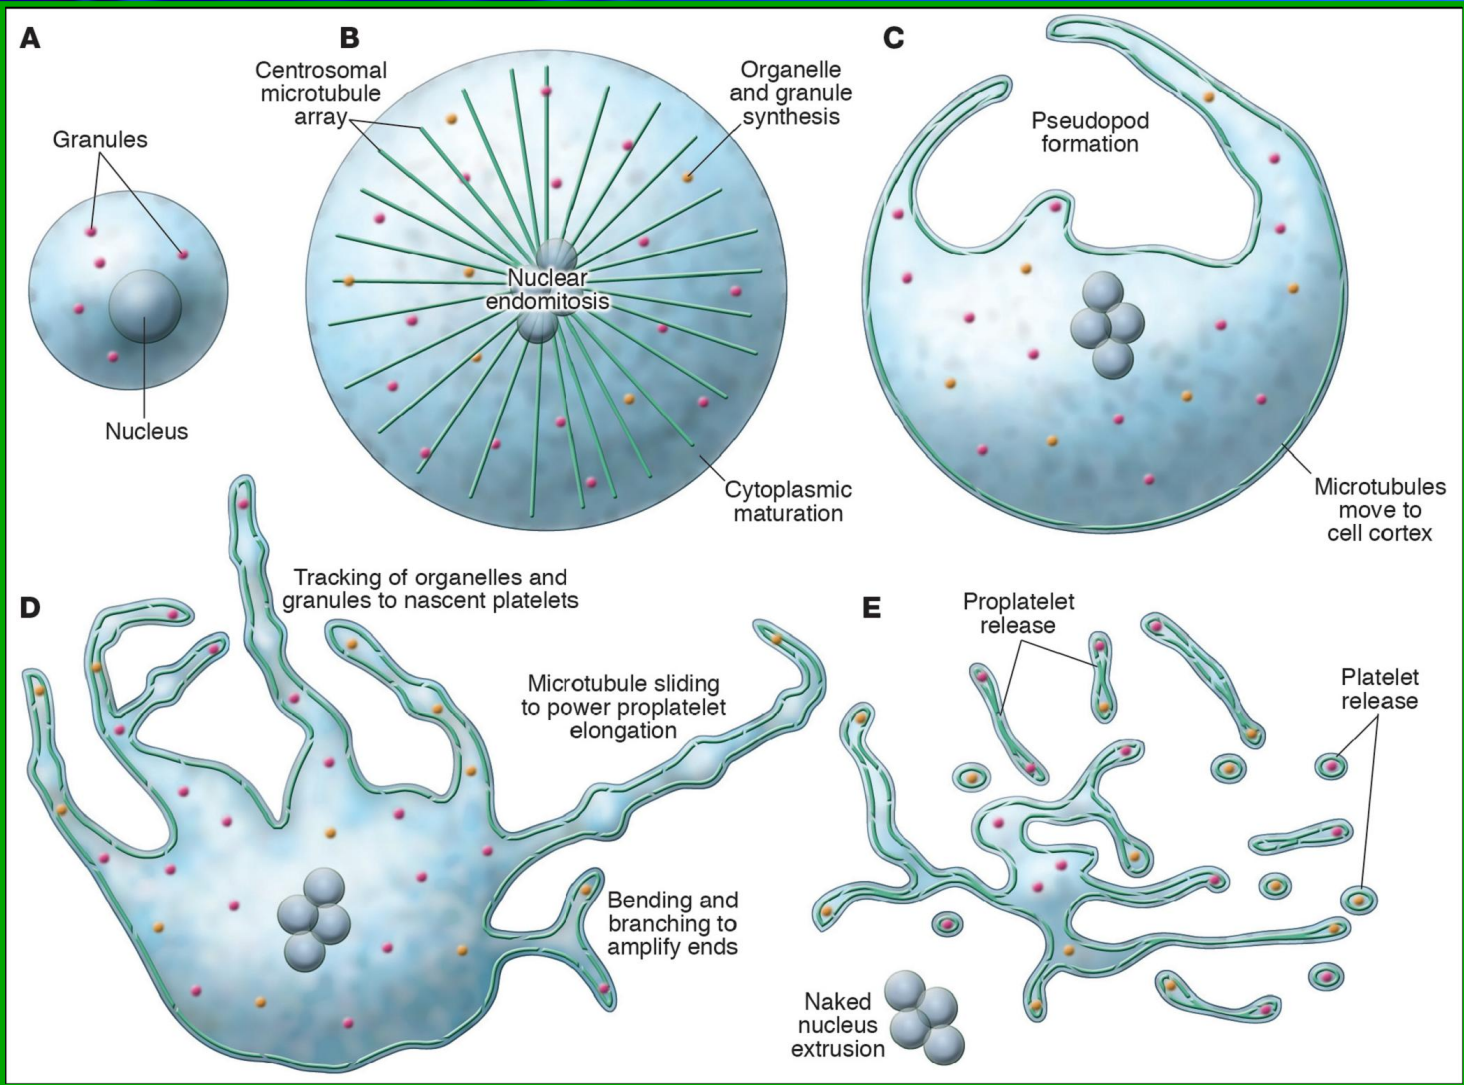 A
Granules
Nucleus
B
Centrosomal
microtubule
array
Organelle
and granule
synthesis
Nuclear
endomitosis
Cytoplasmic
maturation
C
Pseudopod
formation
Microtubules
move to
cell cortex
D
Tracking of organelles and
granules to nascent platelets
Microtubule sliding
to power proplatelet
elongation
Bending and
branching to
amplify ends
E
Proplatelet
release
Platelet
release
Naked
nucleus
extrusion